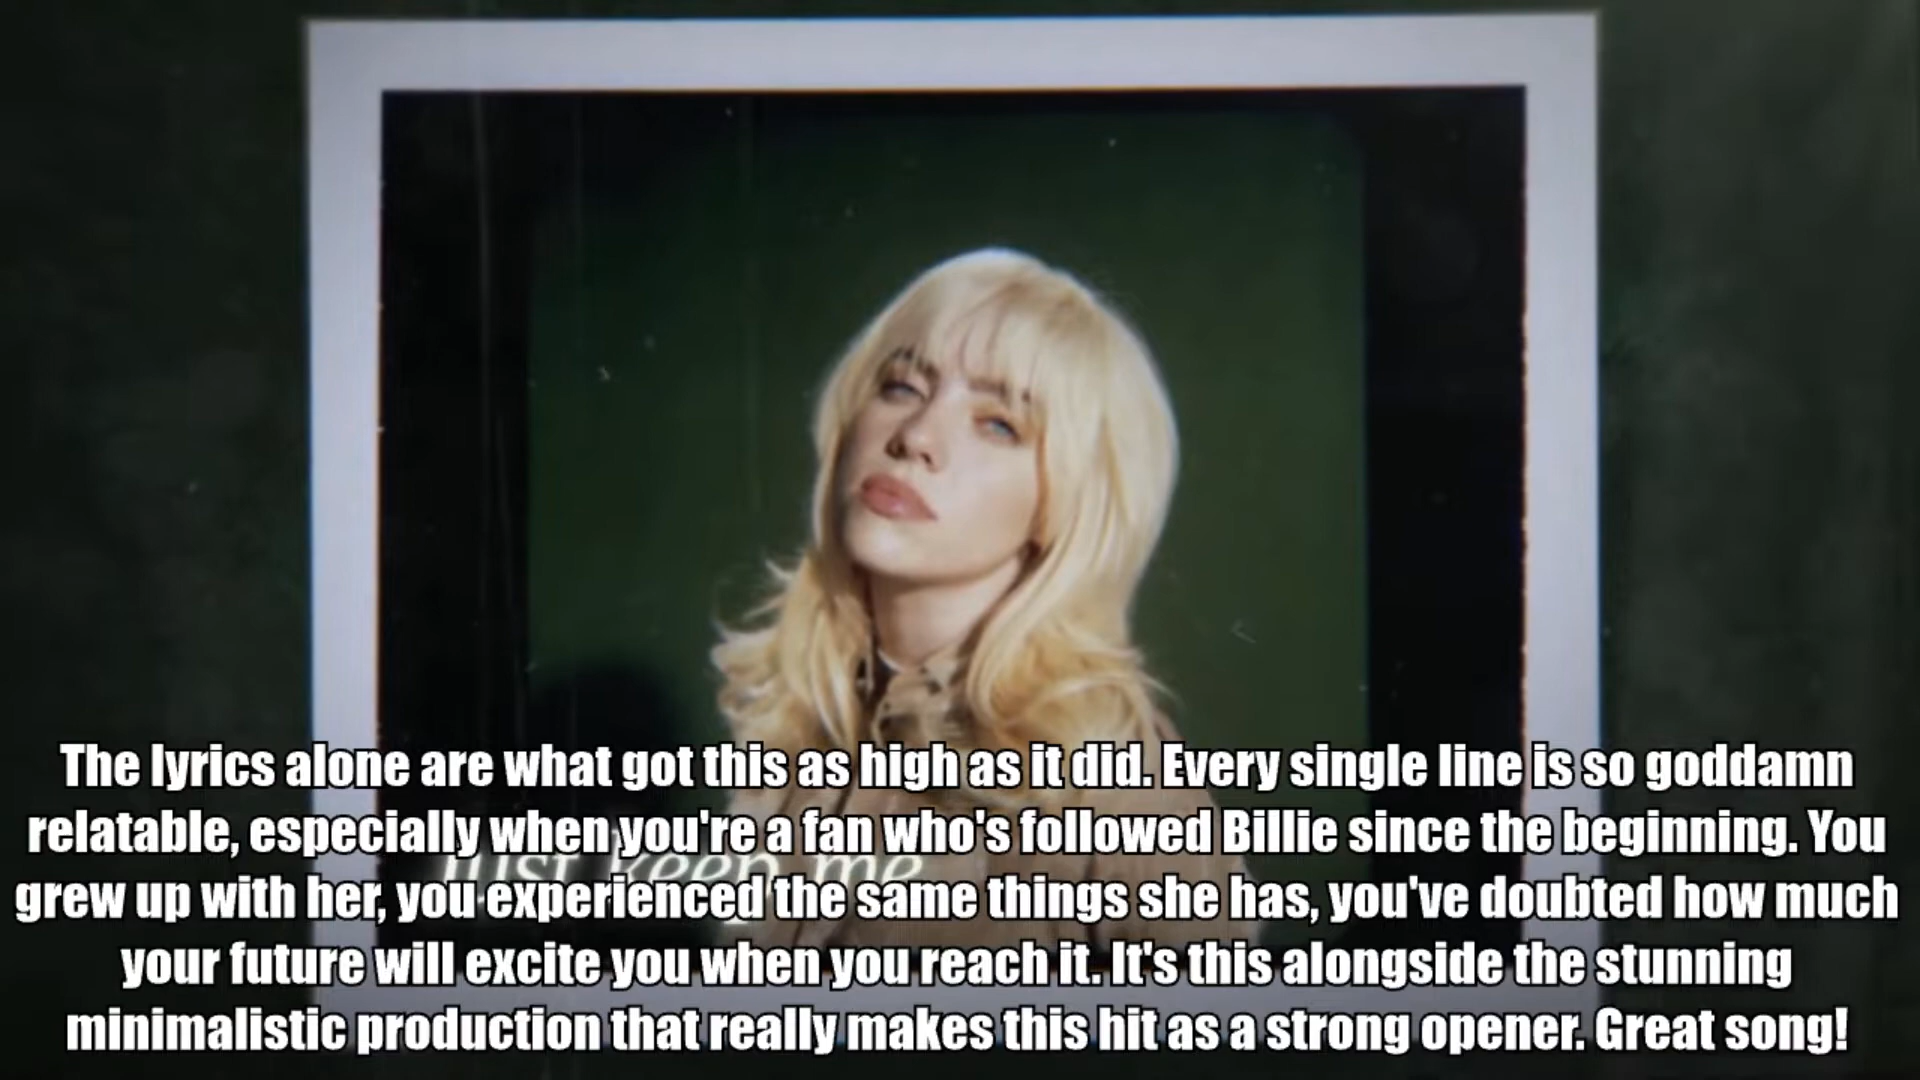 The lyrics alone are what got this as high as it did. Every single line is so goddamn
relatable, especially when you're a fan who's followed Billie since the beginning. You
just keep me
grew up with her, you experienced the same things she has, you've doubted how much
your future will excite you when you reach it. It's this alongside the stunning
minimalistic production that really makes this hit as a strong opener. Great song!